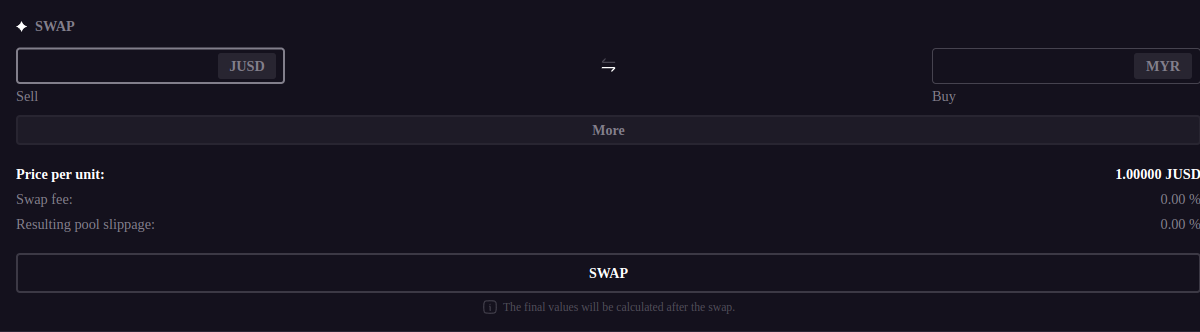 SWAP
JUSD
MYR
Sell
Buy
More
Price per unit: 1.00000 JUSD
Swap fee: 0.00 %
Resulting pool slippage: 0.00 %
SWAP
The final values will be calculated after the swap.